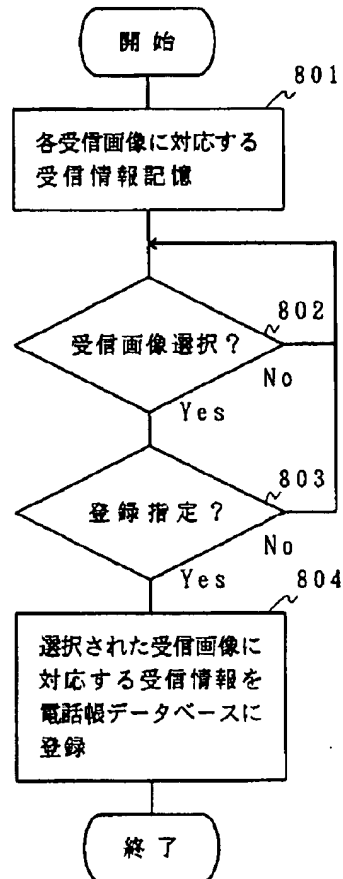 開始
801
各受信画像に対応する
受信情報記憶
802
受信画像選択?
No
Yes
803
登録指定?
No
Yes
804
選択された受信画像に
対応する受信情報を
電話帳データベースに
登録
終了